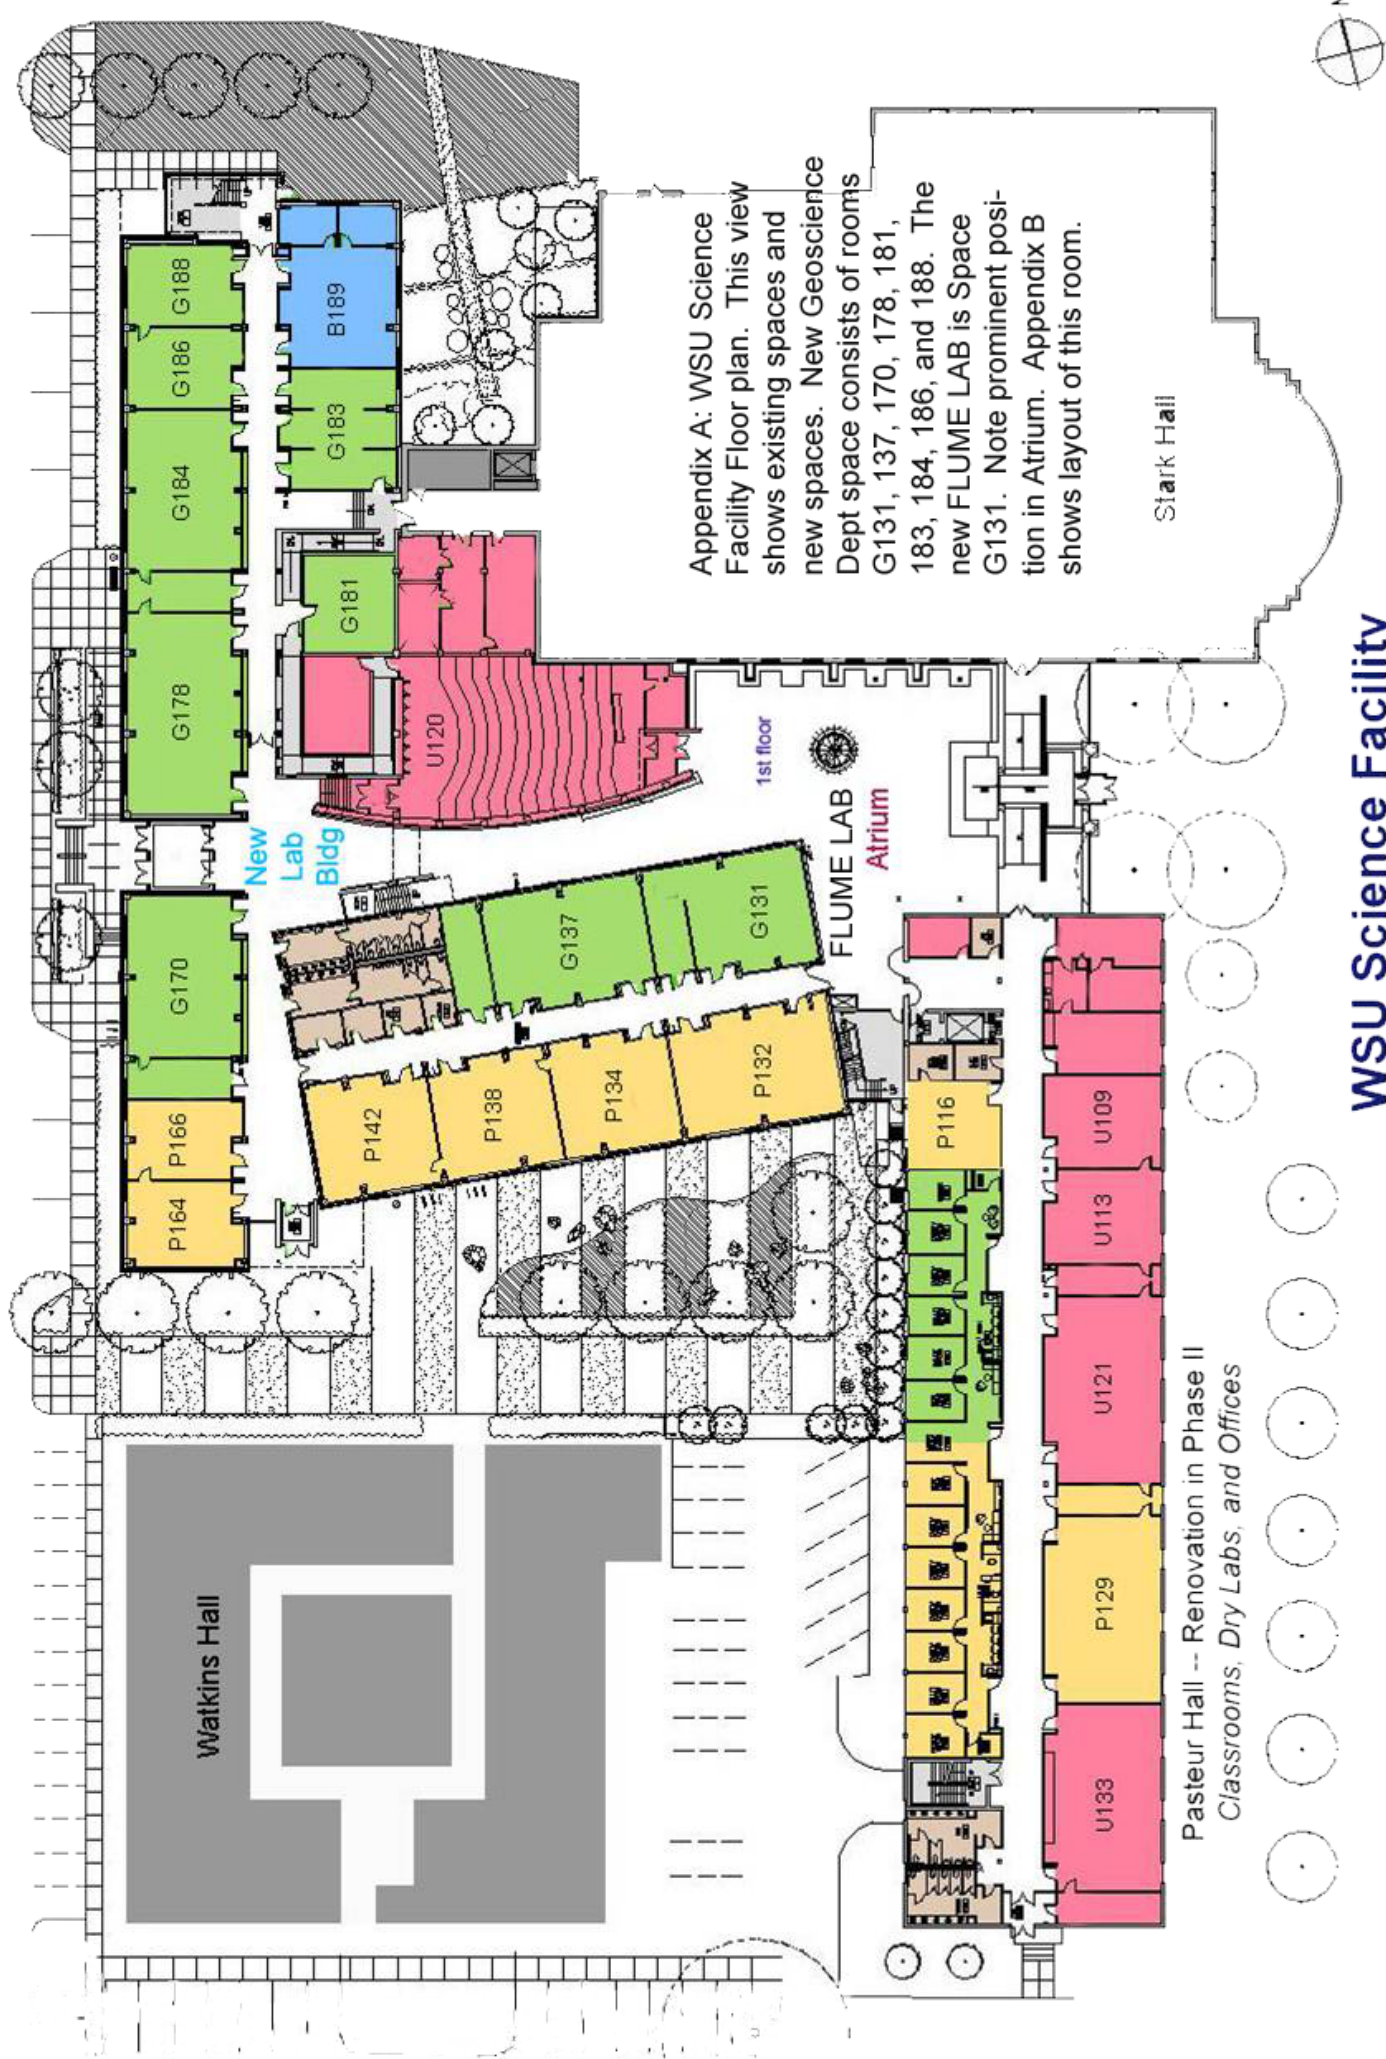 G188
G186
G184
G178
G170
P166
P164
B189
G183
G181
U120
New
Lab
Bldg
G137
G131
P142
P138
P134
P132
1st floor
FLUME LAB
Atrium
Appendix A: WSU Science
Facility Floor plan. This view
shows existing spaces and
new spaces. New Geoscience
Dept space consists of rooms
G131, 137, 170, 178, 181,
183, 184, 186, and 188. The
new FLUME LAB is Space
G131. Note prominent posi-
tion in Atrium. Appendix B
shows layout of this room.
Stark Hall
Watkins Hall
P116
U109
U113
U121
P129
U133
Pasteur Hall -- Renovation in Phase II
Classrooms, Dry Labs, and Offices
WSU Science Facility